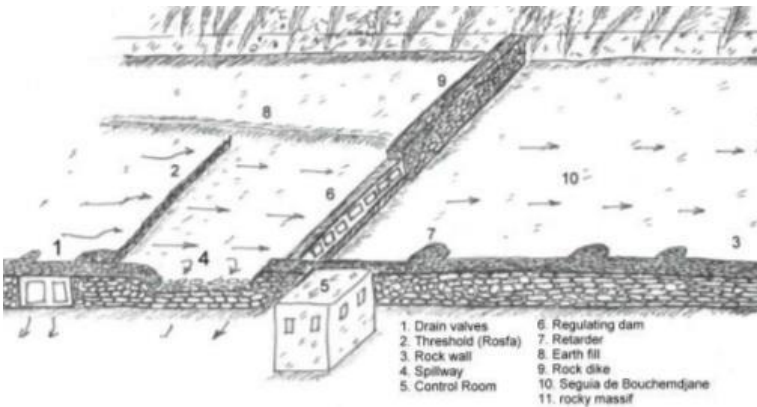 9
8
2
6
10
1
4
7
3
5
1. Drain valves
2. Threshold (Rosfa)
3. Rock wall
4. Spillway
5. Control Room
6. Regulating dam
7. Retarder
8. Earth fill
9. Rock dike
10. Seguia de Bouchemdjane
11. rocky massif